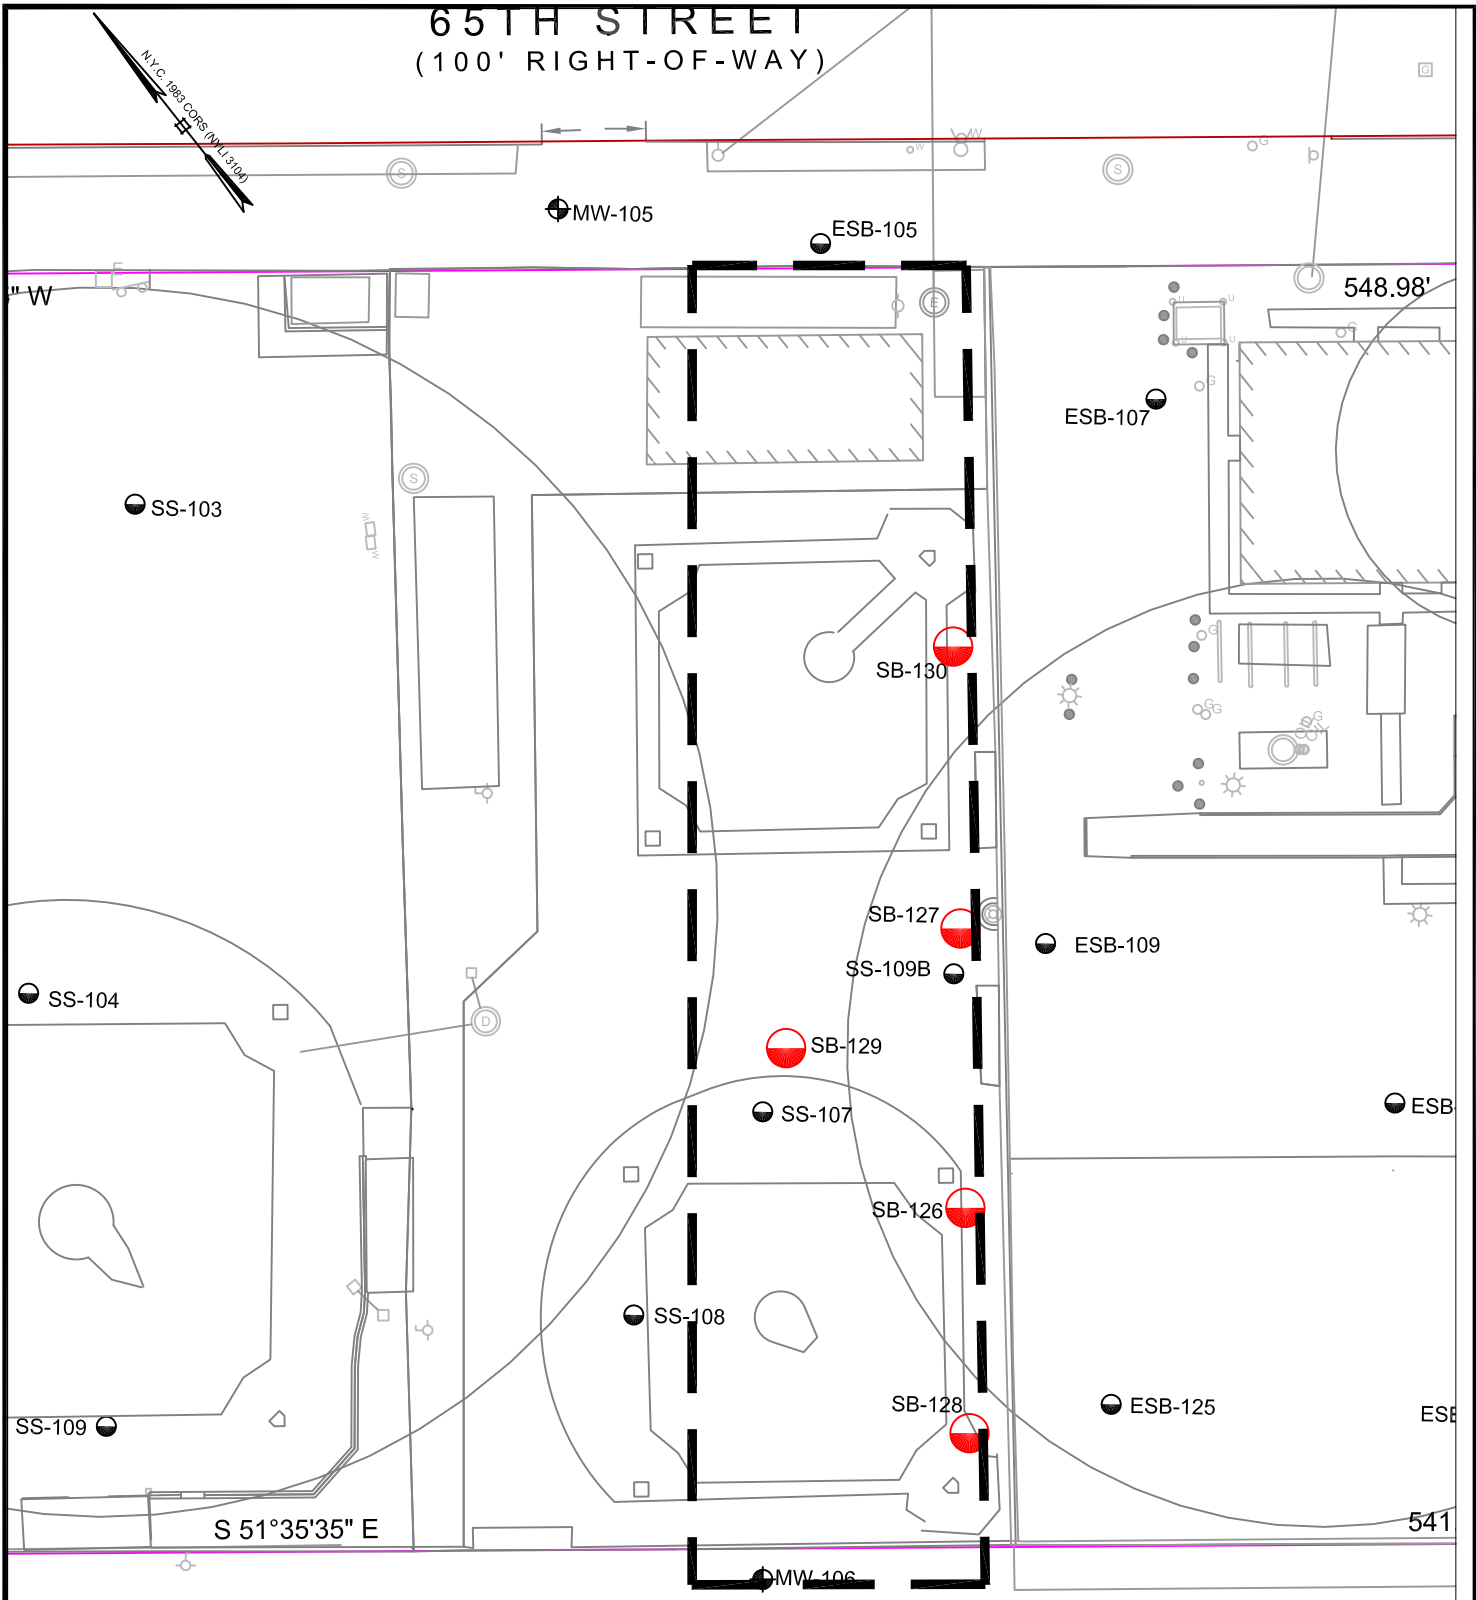 65TH STREET
(100' RIGHT-OF-WAY)
N.Y.C. 1983 CORS (NYLI 3104)
G
W
W
G
S
S
MW-105
ESB-105
E
" W
548.98'
E
U
U
U
U
G
G
ESB-107
S
SS-103
W
W
G
SB-130
G
G
G
OIL
SB-127
SS-109B
ESB-109
SS-104
D
SB-129
SS-107
ESB-
SB-126
SS-108
SB-128
ESB-125
ESB
SS-109
S 51°35'35" E
541.
MW-106